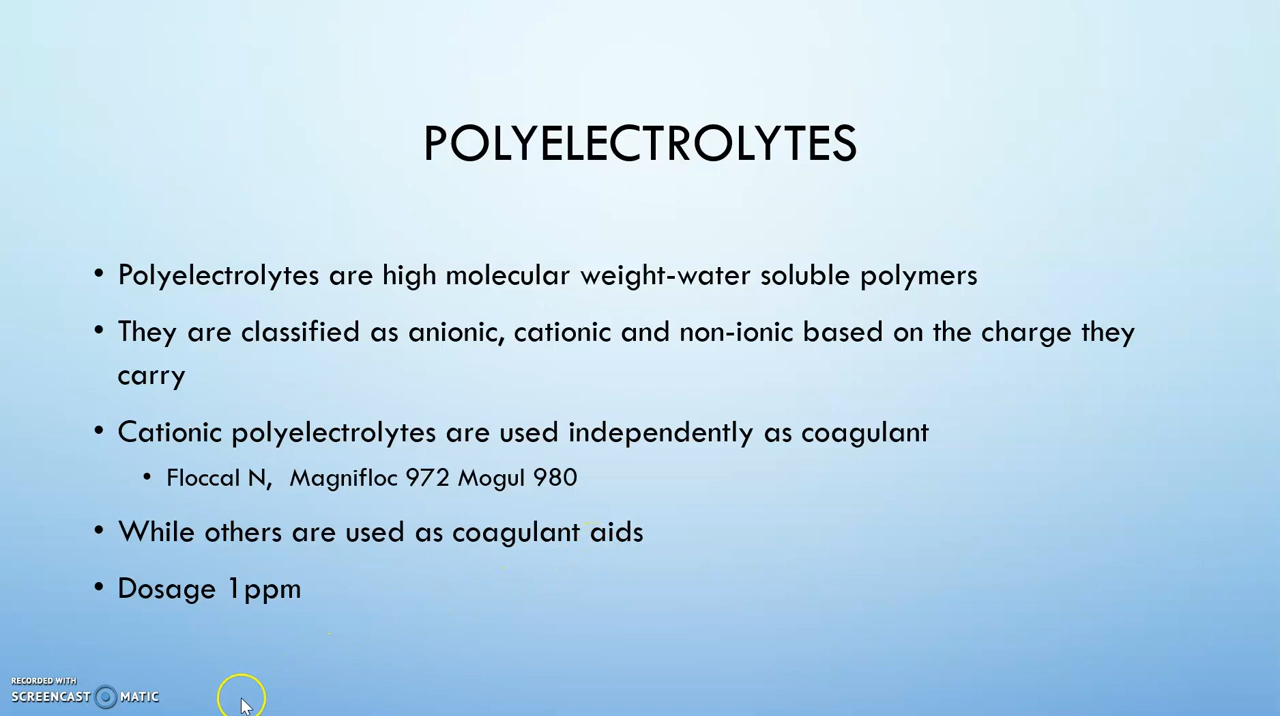 POLYELECTROLYTES
• Polyelectrolytes are high molecular weight-water soluble polymers
• They are classified as anionic, cationic and non-ionic based on the charge they
carry
• Cationic polyelectrolytes are used independently as coagulant
• Floccal N, Magnifloc 972 Mogul 980
• While others are used as coagulant aids
• Dosage 1ppm
RECORDED WITH
SCREENCAST MATIC